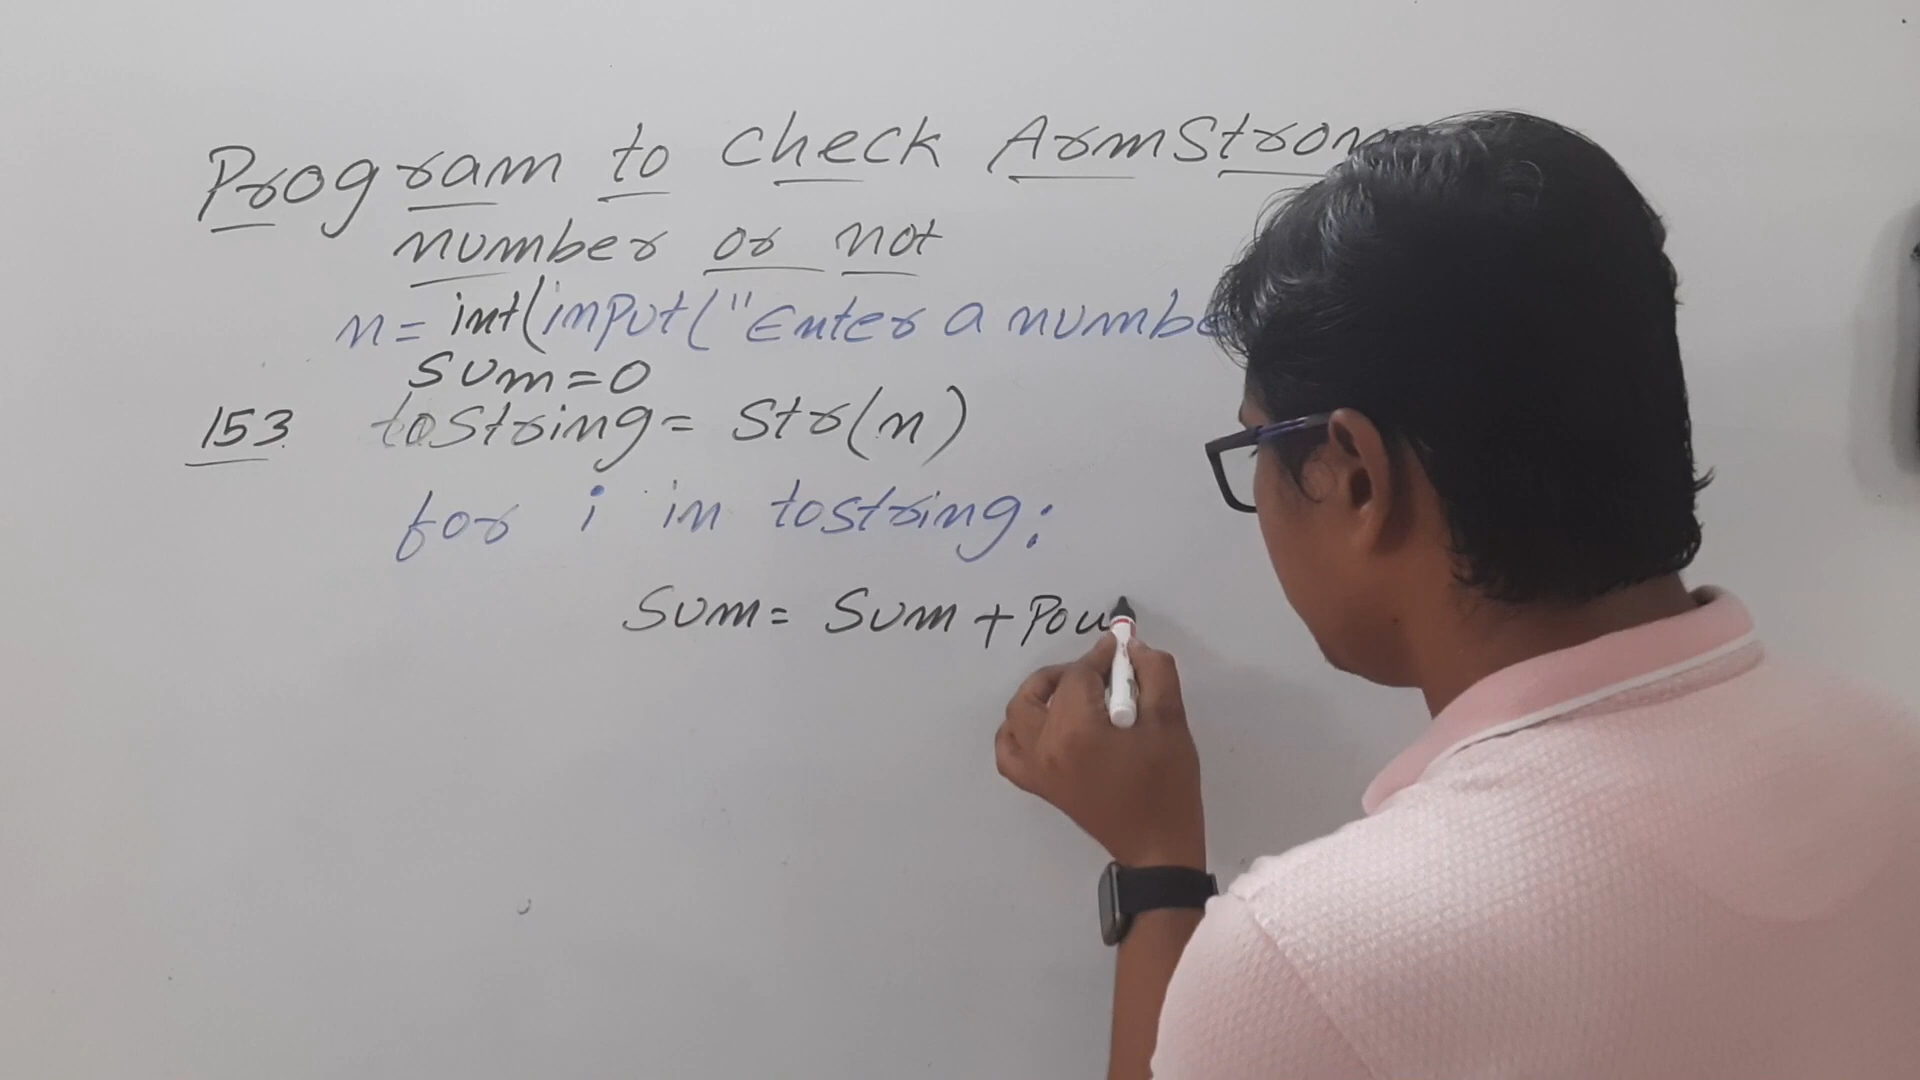 Program to check ArmStron
number or not
n= int(input("Enter a numbe
sum=0
153 toString= Str(n)
for i in tostring:
Sum= Sum + Pow